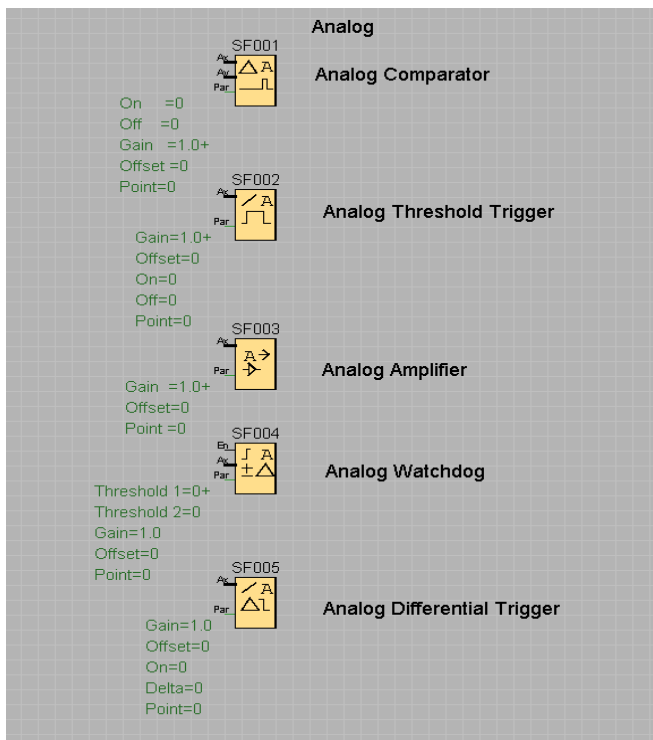 Analog
SF001
Ax
Ay
Par
Analog Comparator
On =0
Off =0
Gain =1.0+
Offset =0
Point=0
SF002
Ax
Par
Analog Threshold Trigger
Gain=1.0+
Offset=0
On=0
Off=0
Point=0
SF003
Ax
Par
A
Analog Amplifier
Gain =1.0+
Offset=0
Point =0
SF004
En
Ax
Par
A
Analog Watchdog
Threshold 1=0+
Threshold 2=0
Gain=1.0
Offset=0
Point=0
SF005
Ax
Par
A
Analog Differential Trigger
Gain=1.0
Offset=0
On=0
Delta=0
Point=0